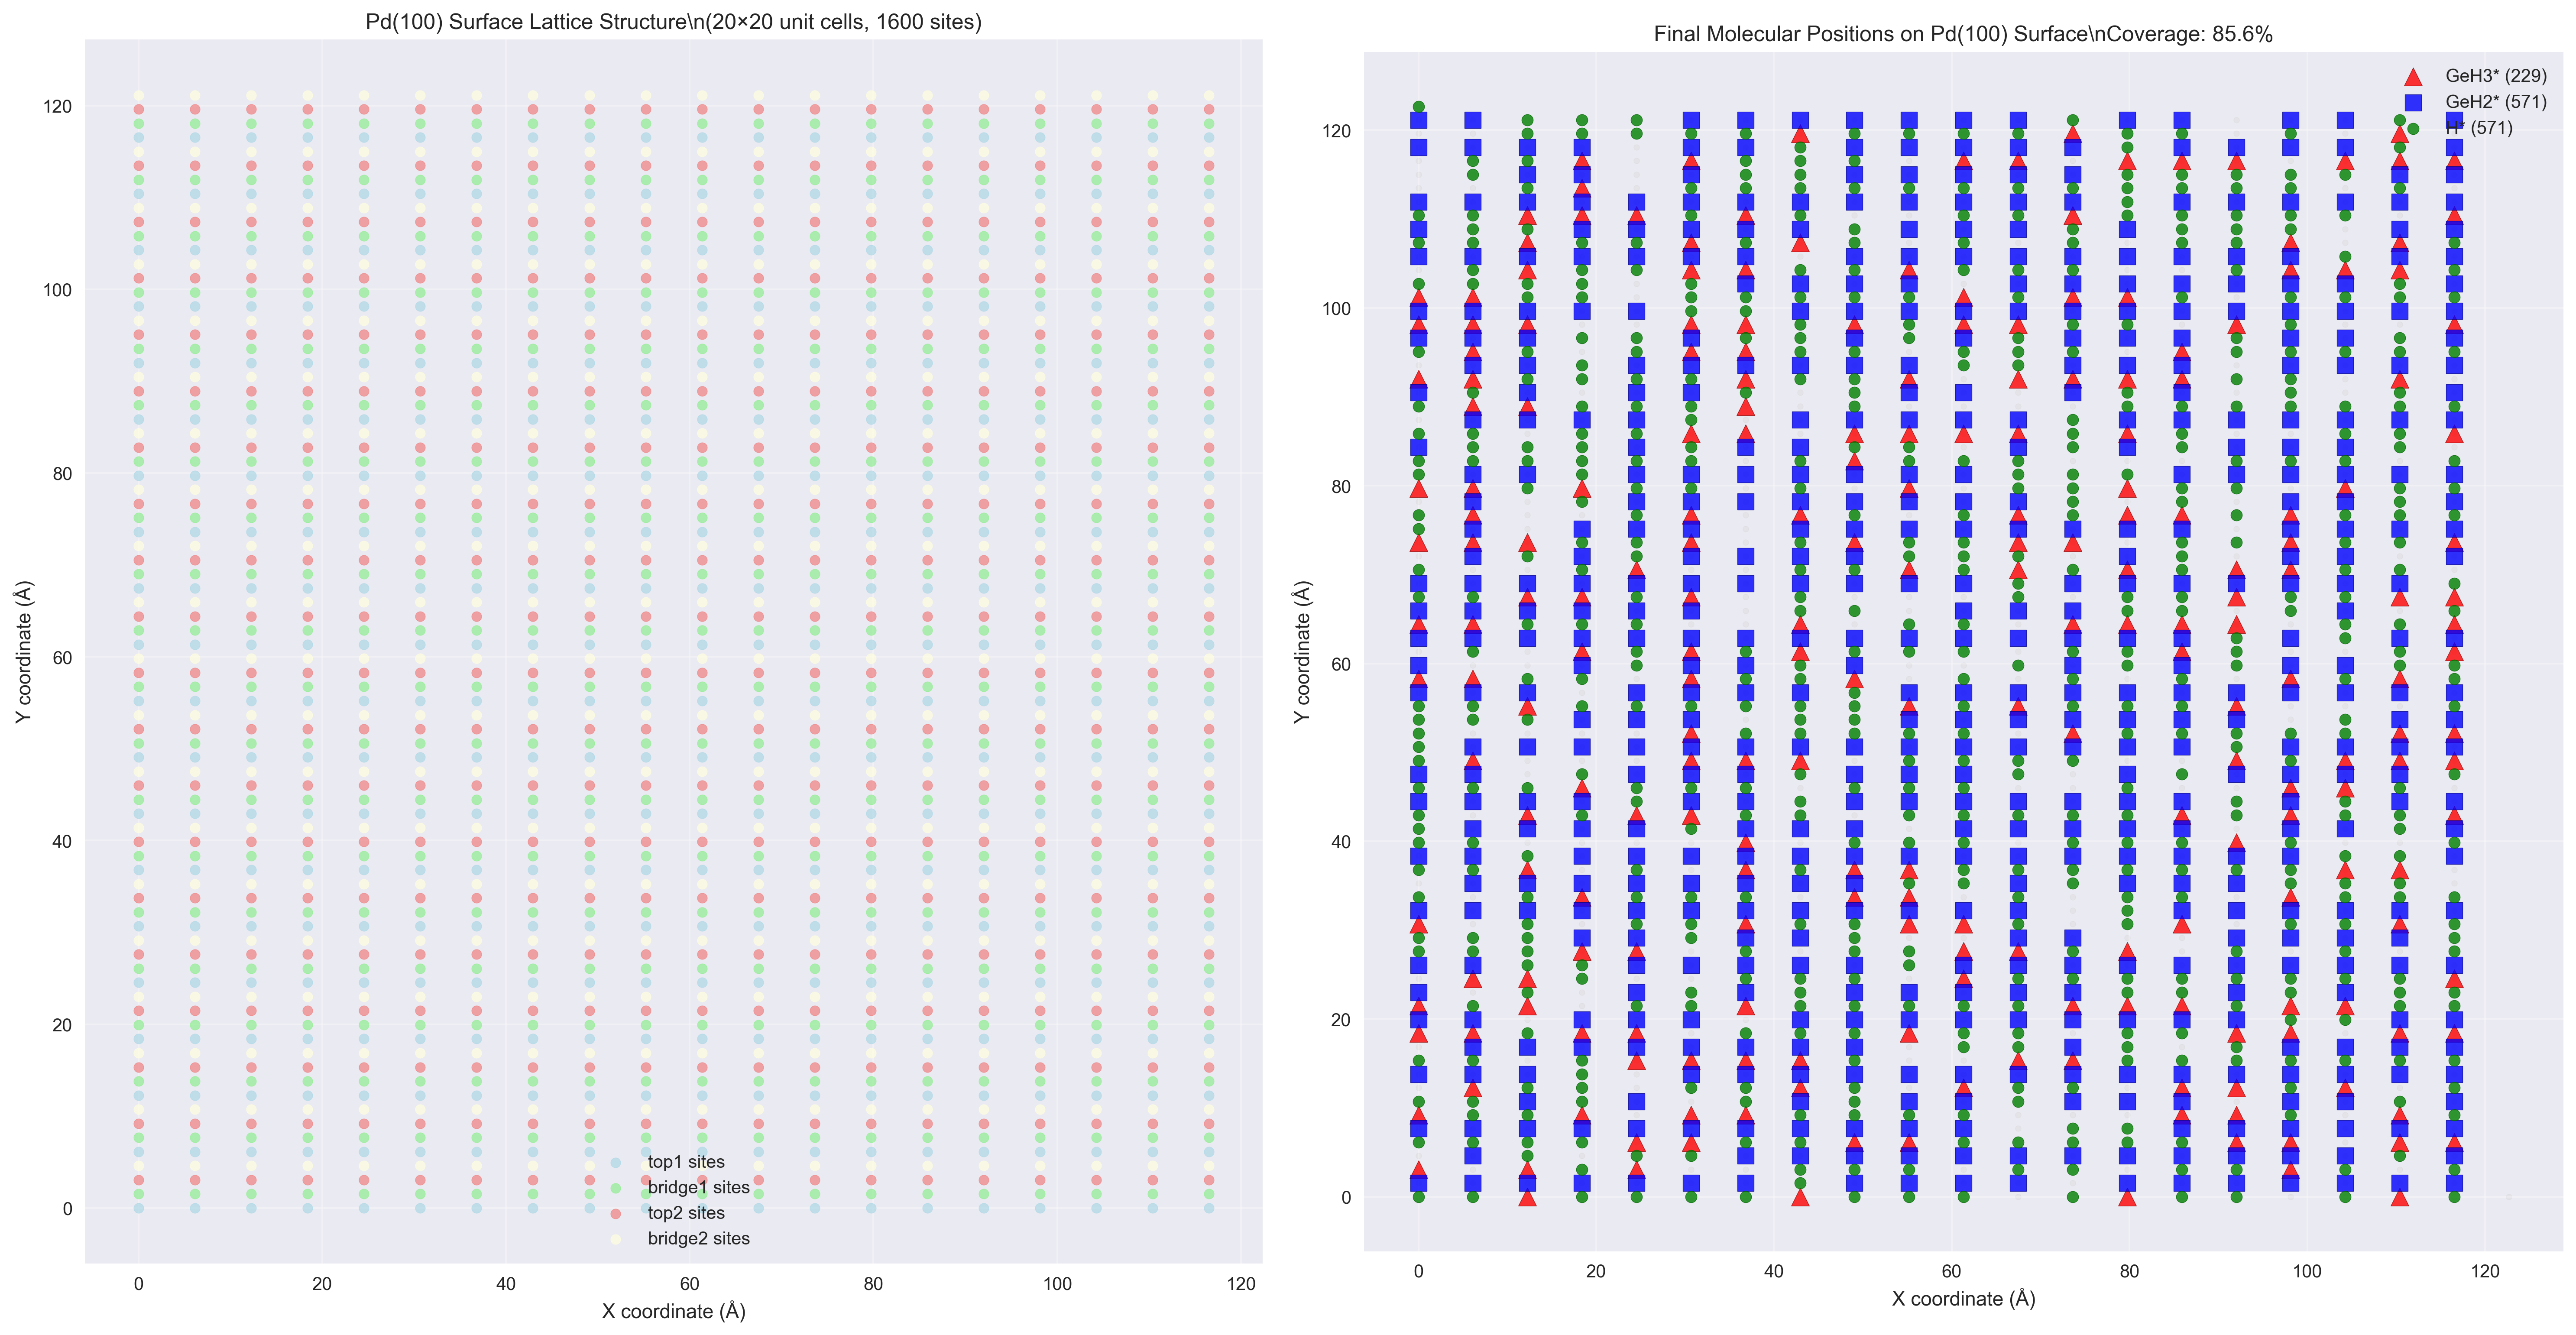 Pd(100) Surface Lattice Structure\n(20×20 unit cells, 1600 sites)
120
100
80
60
40
20
0
Y coordinate (Å)
0 20 40 60 80 100 120
X coordinate (Å)
top1 sites
bridge1 sites
top2 sites
bridge2 sites
Final Molecular Positions on Pd(100) Surface\nCoverage: 85.6%
120
100
80
60
40
20
0
Y coordinate (Å)
0 20 40 60 80 100 120
X coordinate (Å)
GeH3* (229)
GeH2* (571)
H* (571)